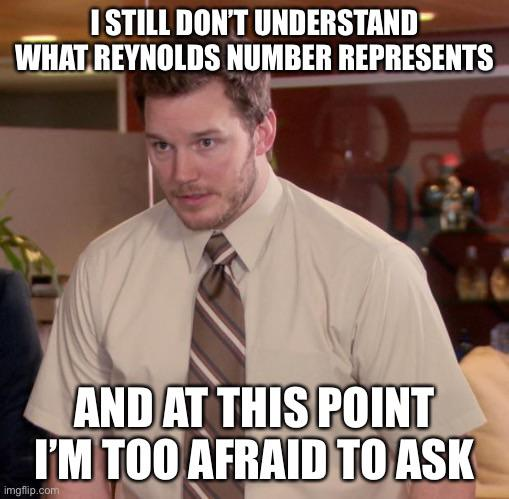 I STILL DON'T UNDERSTAND
WHAT REYNOLDS NUMBER REPRESENTS
AND AT THIS POINT
I'M TOO AFRAID TO ASK
imgflip.com